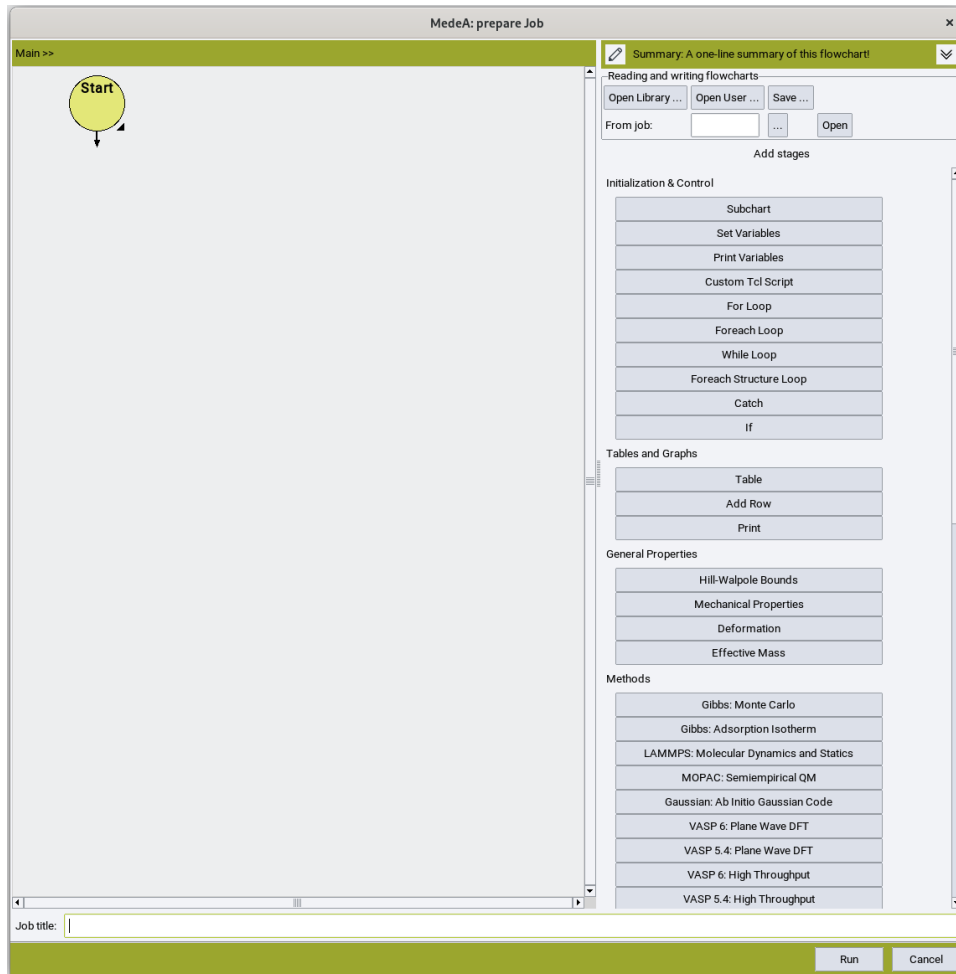 MedeA: prepare Job
×
Main >>
Start
Summary: A one-line summary of this flowchart!
Reading and writing flowcharts
Open Library ... Open User ... Save ...
From job: ... Open
Add stages
Initialization & Control
Subchart
Set Variables
Print Variables
Custom Tcl Script
For Loop
Foreach Loop
While Loop
Foreach Structure Loop
Catch
If
Tables and Graphs
Table
Add Row
Print
General Properties
Hill-Walpole Bounds
Mechanical Properties
Deformation
Effective Mass
Methods
Gibbs: Monte Carlo
Gibbs: Adsorption Isotherm
LAMMPS: Molecular Dynamics and Statics
MOPAC: Semiempirical QM
Gaussian: Ab Initio Gaussian Code
VASP 6: Plane Wave DFT
VASP 5.4: Plane Wave DFT
VASP 6: High Throughput
VASP 5.4: High Throughput
Job title:
Run Cancel